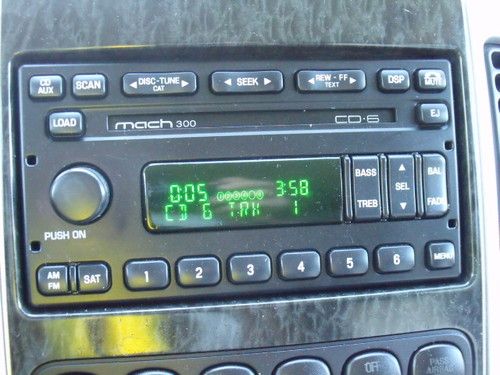 CD AUX
SCAN
DISC-TUNE CAT
SEEK
REW - FF TEXT
DSP
MUTE
LOAD
mach 300
CD·6
EJ
0:05 3:58
CD 6 TRK 1
BASS TREB
SEL
BAL FADE
PUSH ON
AM FM
SAT
1 2 3 4 5 6
MENU
OFF
PASS AIRBAG